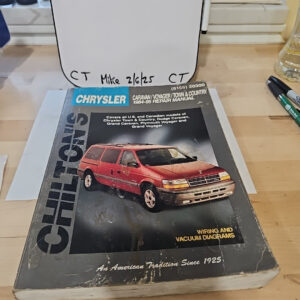 CT Mike 2/6/25 CT
(8155) 20300
CHRYSLER
CARAVAN/VOYAGER/TOWN & COUNTRY
1984-95 REPAIR MANUAL
Covers all U.S. and Canadian models of
Chrysler Town & Country, Dodge Caravan,
Grand Caravan, Plymouth Voyager and
Grand Voyager
CHILTON'S
WIRING AND
VACUUM DIAGRAMS
An American Tradition Since 1925